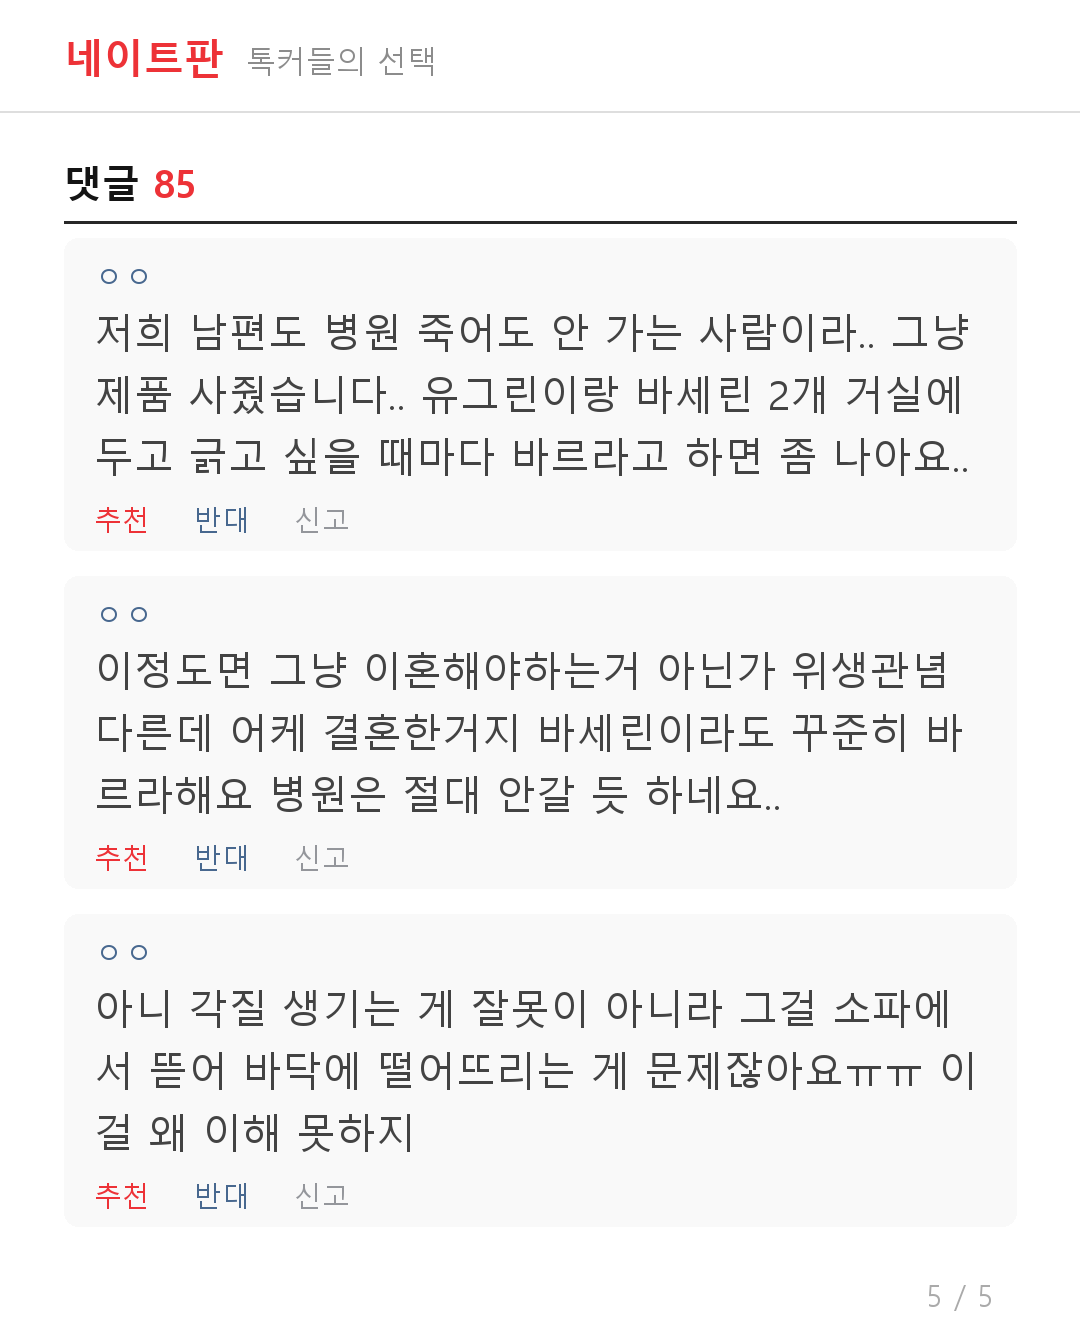 네이트판 톡커들의 선택
댓글 85
ㅇㅇ
저희 남편도 병원 죽어도 안 가는 사람이라.. 그냥
제품 사줬습니다.. 유그린이랑 바세린 2개 거실에
두고 긁고 싶을 때마다 바르라고 하면 좀 나아요..
추천 반대 신고
ㅇㅇ
이정도면 그냥 이혼해야하는거 아닌가 위생관념
다른데 어케 결혼한거지 바세린이라도 꾸준히 바
르라해요 병원은 절대 안갈 듯 하네요..
추천 반대 신고
ㅇㅇ
아니 각질 생기는 게 잘못이 아니라 그걸 소파에
서 뜯어 바닥에 떨어뜨리는 게 문제잖아요ㅠㅠ 이
걸 왜 이해 못하지
추천 반대 신고
5 / 5